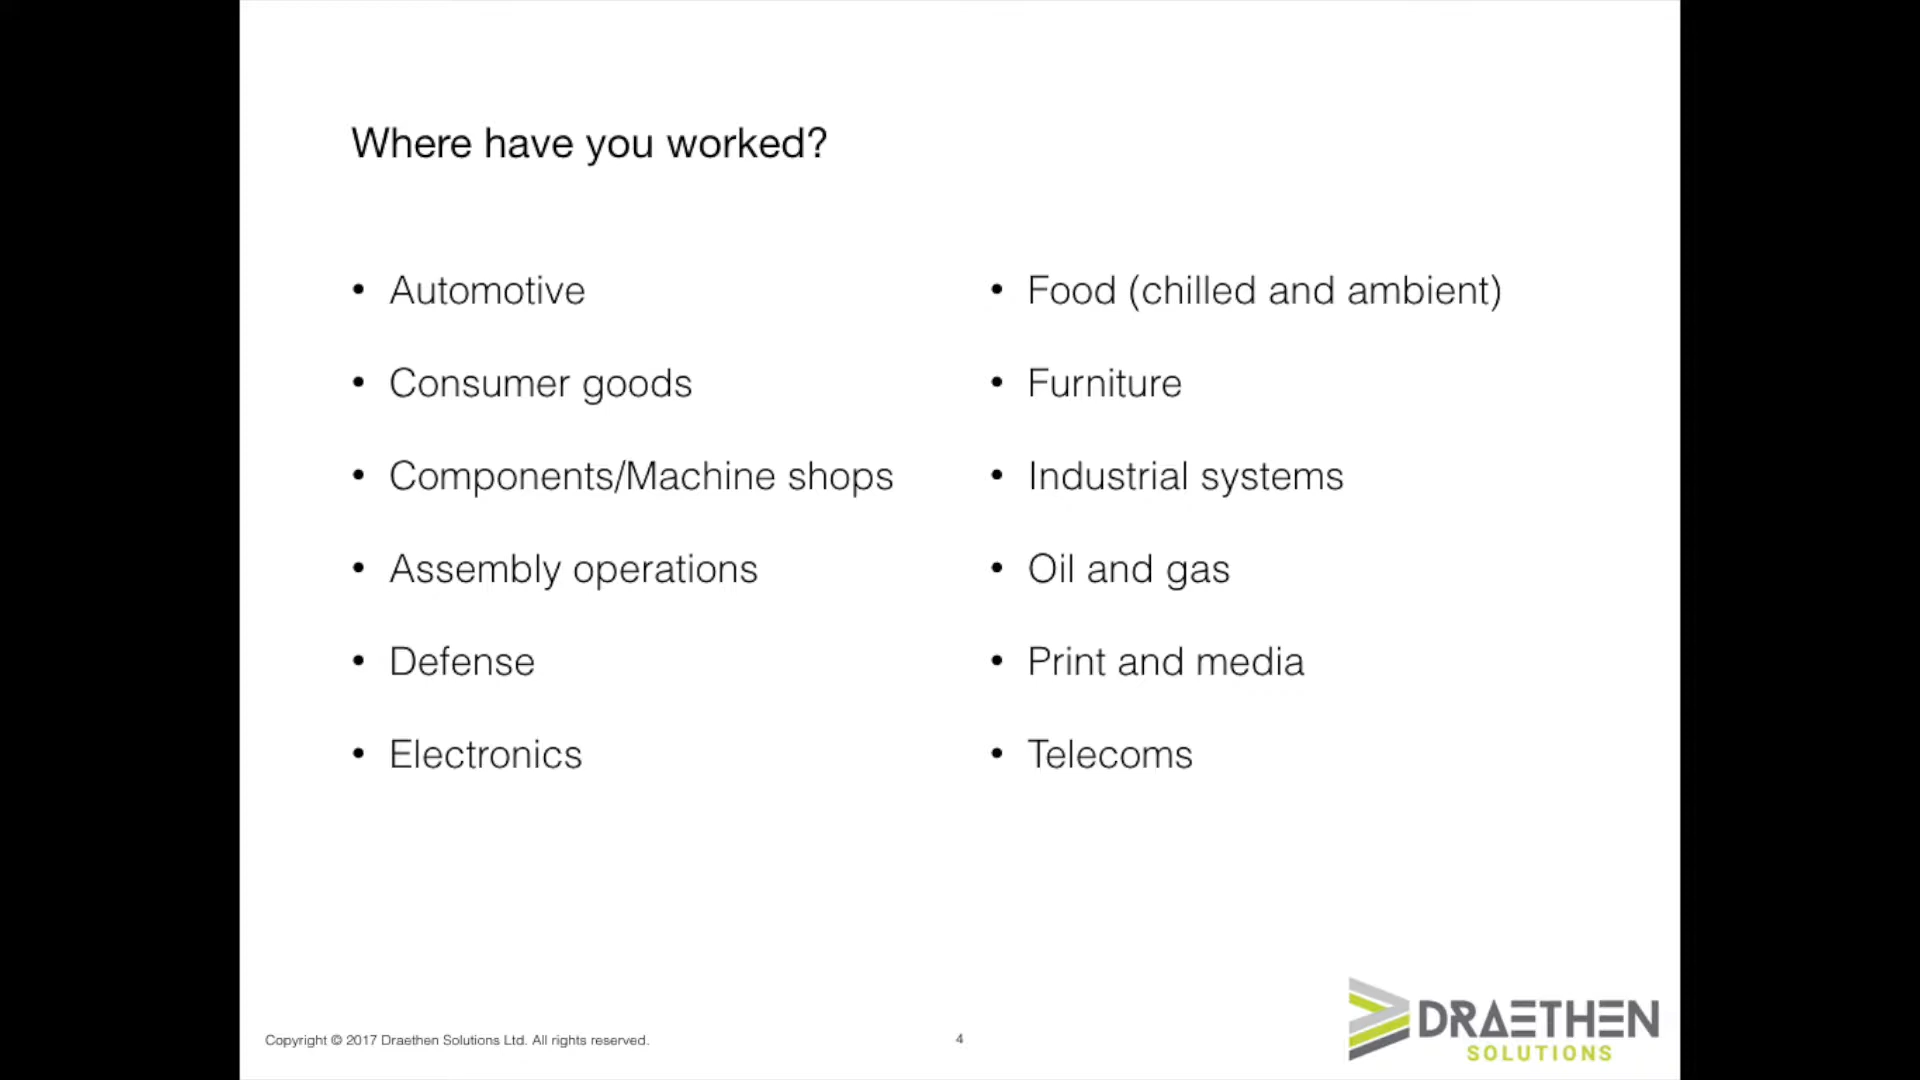 Where have you worked?
• Automotive
• Consumer goods
• Components/Machine shops
• Assembly operations
• Defense
• Electronics
• Food (chilled and ambient)
• Furniture
• Industrial systems
• Oil and gas
• Print and media
• Telecoms
Copyright © 2017 Draethen Solutions Ltd. All rights reserved.
4
DRAETHEN
SOLUTIONS